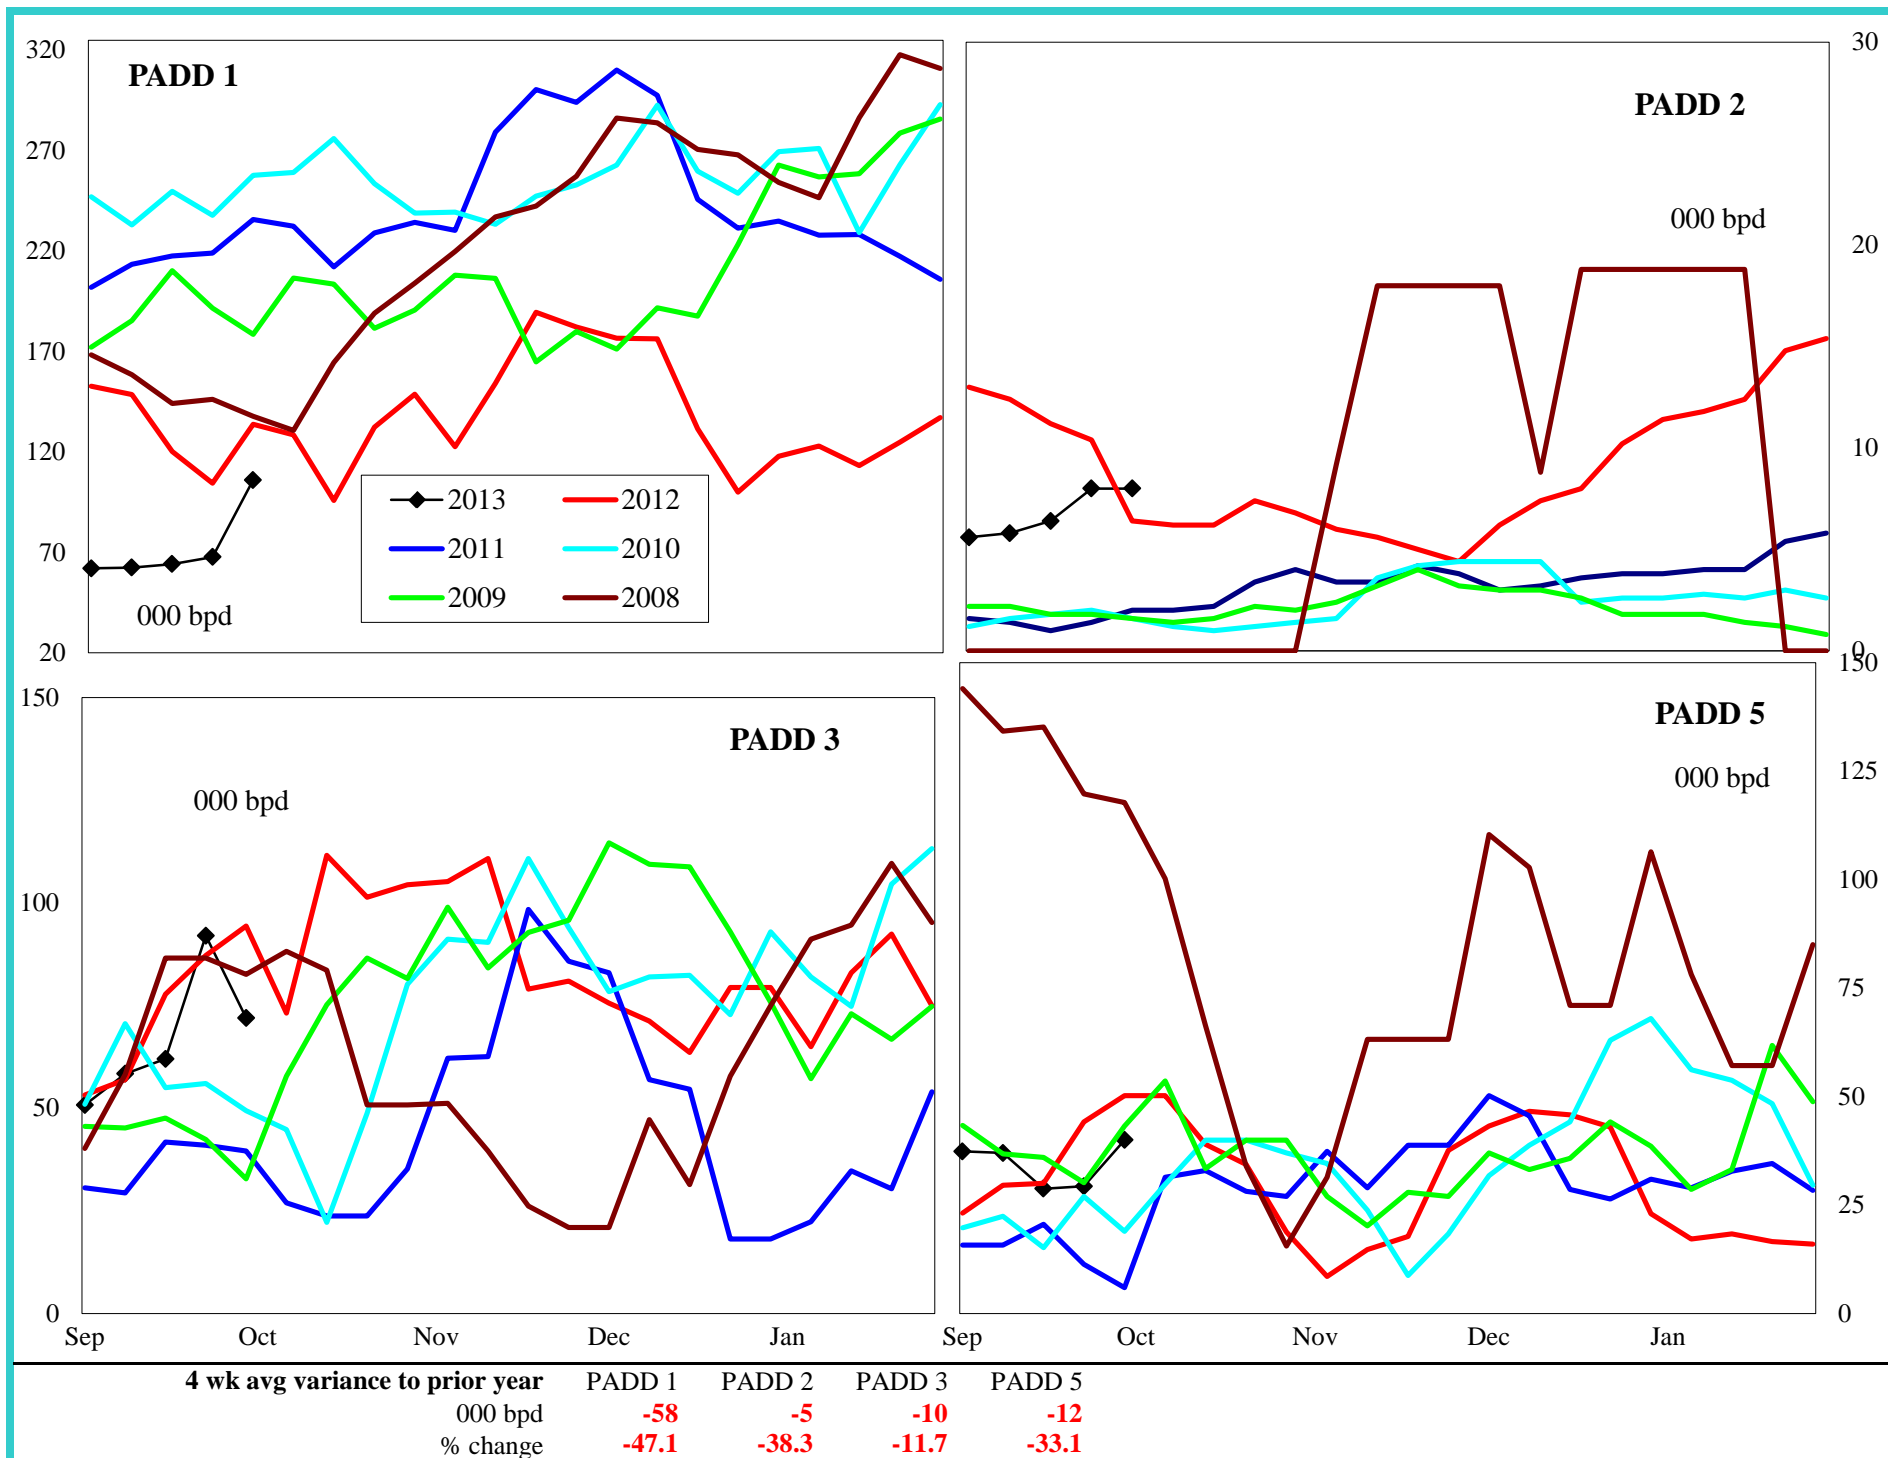 PADD 1
320
270
220
170
120
70
20
000 bpd
2013 2012
2011 2010
2009 2008
PADD 2
000 bpd
30
20
10
0
PADD 3
000 bpd
150
100
50
0
Sep Oct Nov Dec Jan
PADD 5
000 bpd
150
125
100
75
50
25
0
Sep Oct Nov Dec Jan
4 wk avg variance to prior year PADD 1 PADD 2 PADD 3 PADD 5
000 bpd -58 -5 -10 -12
% change -47.1 -38.3 -11.7 -33.1